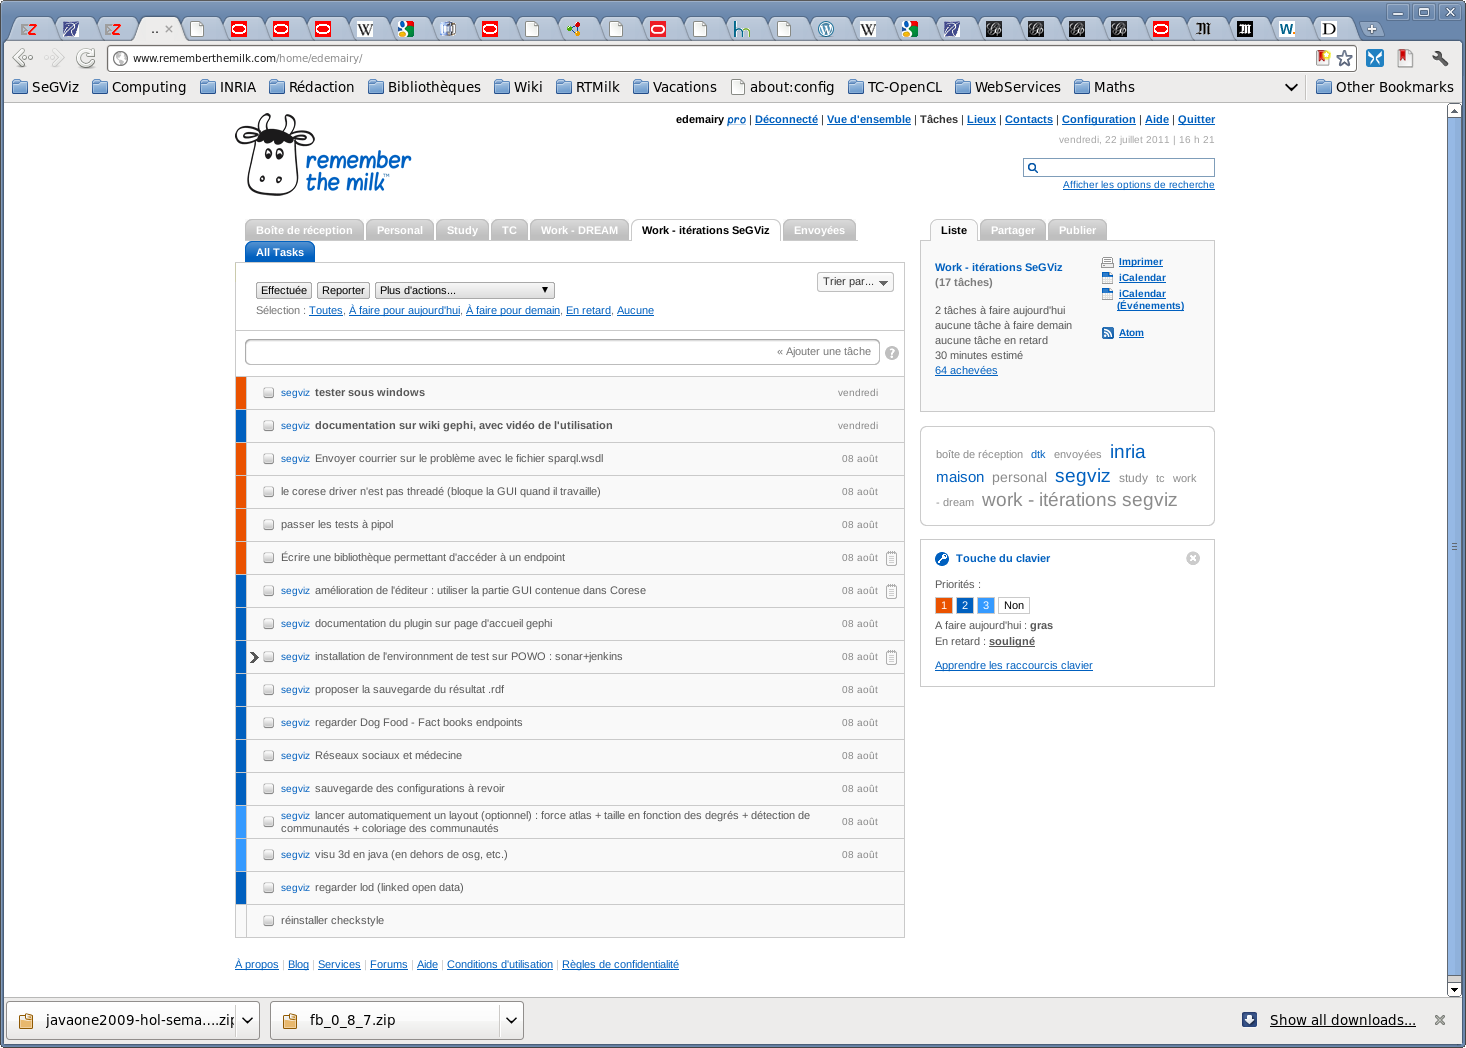 www.rememberthemilk.com/home/edemairy/
SeGViz Computing INRIA Rédaction Bibliothèques Wiki RTMilk Vacations about:config TC-OpenCL WebServices Maths Other Bookmarks
remember
the milk™
edemairy pro | Déconnecté | Vue d'ensemble | Tâches | Lieux | Contacts | Configuration | Aide | Quitter
vendredi, 22 juillet 2011 | 16 h 21
Afficher les options de recherche
Boîte de réception Personal Study TC Work - DREAM Work - itérations SeGViz Envoyées
All Tasks
Effectuée Reporter Plus d'actions...
Trier par...
Sélection : Toutes, À faire pour aujourd'hui, À faire pour demain, En retard, Aucune
« Ajouter une tâche
?
segviz tester sous windows vendredi
segviz documentation sur wiki gephi, avec vidéo de l'utilisation vendredi
segviz Envoyer courrier sur le problème avec le fichier sparql.wsdl 08 août
le corese driver n'est pas threadé (bloque la GUI quand il travaille) 08 août
passer les tests à pipol 08 août
Écrire une bibliothèque permettant d'accéder à un endpoint 08 août
segviz amélioration de l'éditeur : utiliser la partie GUI contenue dans Corese 08 août
segviz documentation du plugin sur page d'accueil gephi 08 août
segviz installation de l'environnment de test sur POWO : sonar+jenkins 08 août
segviz proposer la sauvegarde du résultat .rdf 08 août
segviz regarder Dog Food - Fact books endpoints 08 août
segviz Réseaux sociaux et médecine 08 août
segviz sauvegarde des configurations à revoir 08 août
segviz lancer automatiquement un layout (optionnel) : force atlas + taille en fonction des degrés + détection de
communautés + coloriage des communautés 08 août
segviz visu 3d en java (en dehors de osg, etc.) 08 août
segviz regarder lod (linked open data)
réinstaller checkstyle
Liste Partager Publier
Work - itérations SeGViz
(17 tâches)
2 tâches à faire aujourd'hui
aucune tâche à faire demain
aucune tâche en retard
30 minutes estimé
64 achevées
Imprimer
iCalendar
iCalendar
(Événements)
Atom
boîte de réception dtk envoyées inria
maison personal segviz study tc work
- dream work - itérations segviz
Touche du clavier
Priorités :
1 2 3 Non
A faire aujourd'hui : gras
En retard : souligné
Apprendre les raccourcis clavier
À propos | Blog | Services | Forums | Aide | Conditions d'utilisation | Règles de confidentialité
javaone2009-hol-sema....zip fb_0_8_7.zip Show all downloads...